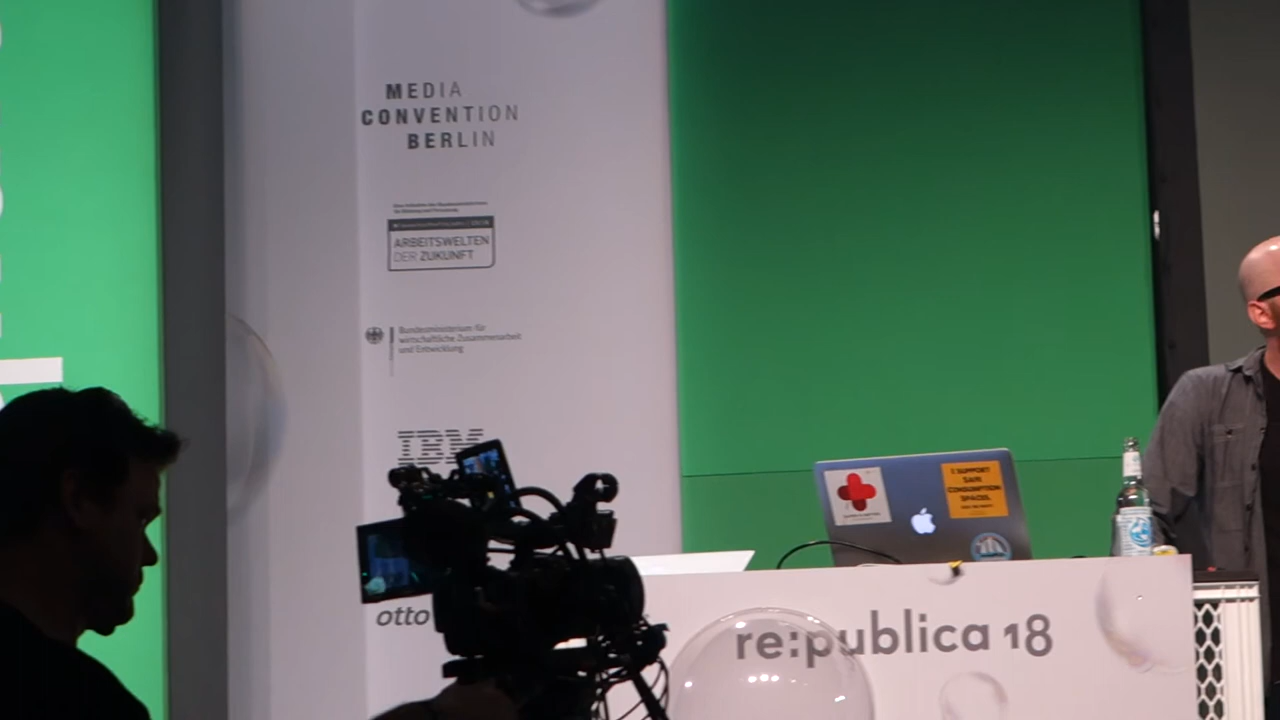 MEDIA
CONVENTION
BERLIN
ARBEITSWELTEN
DER ZUKUNFT
Bundesministerium für
wirtschaftliche Zusammenarbeit
und Entwicklung
IBM
otto
I SUPPORT
SAFE
CONSUMPTION
SPACES.
re:publica 18